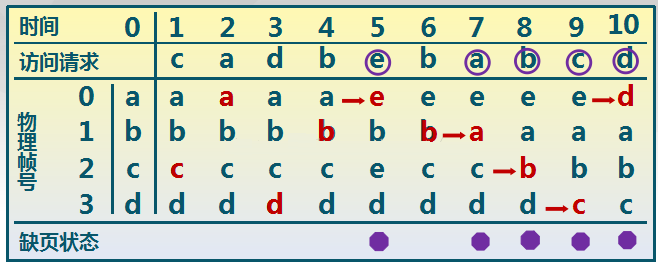 时间 0 1 2 3 4 5 6 7 8 9 10
访问请求 c a d b e b a b c d
物理帧号
0 a a a a a → e e e e e → d
1 b b b b b b b → a a a a
2 c c c c c e c c → b b b
3 d d d d d d d d d → c c
缺页状态